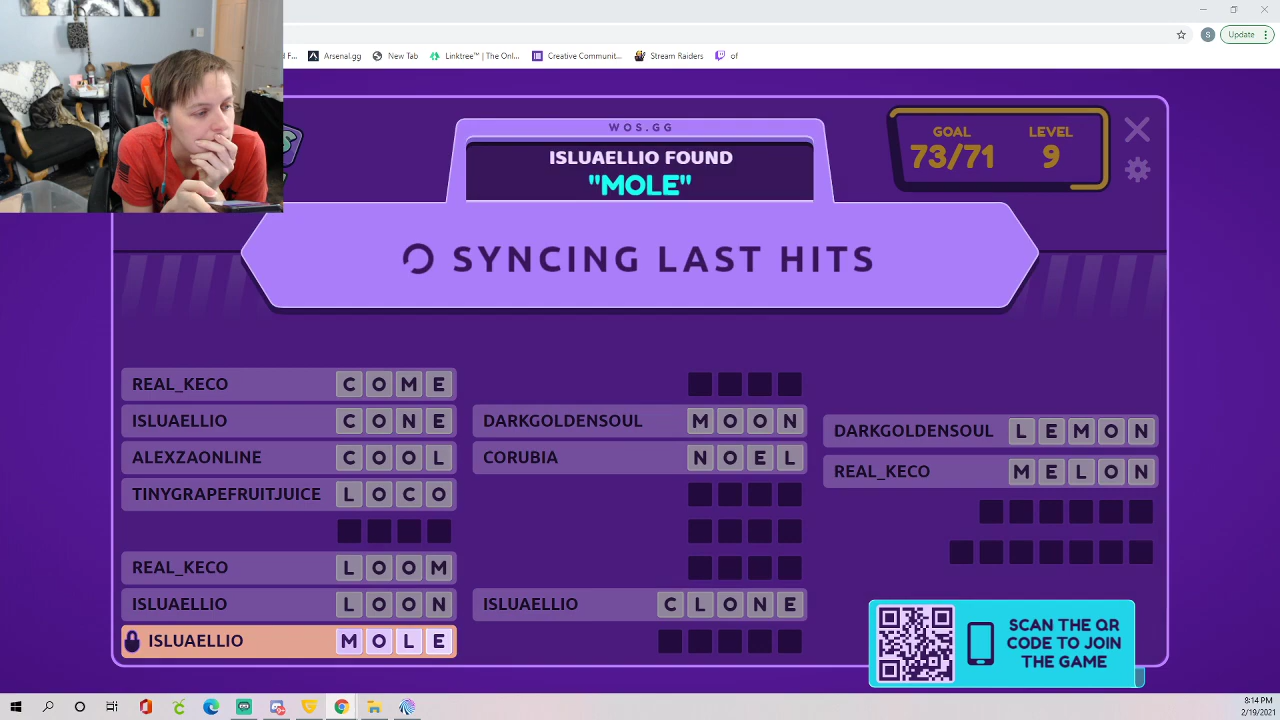 Update
F...
Arsenal.gg
New Tab
Linktree™ | The Onl...
Creative Communit...
Stream Raiders
of
WOS.GG
ISLUAELLIO FOUND
"MOLE"
GOAL
73/71
LEVEL
9
SYNCING LAST HITS
REAL_KECO COME
ISLUAELLIO CONE
ALEXZAONLINE COOL
TINYGRAPEFRUITJUICE LOCO
REAL_KECO LOOM
ISLUAELLIO LOON
ISLUAELLIO MOLE
DARKGOLDENSOUL MOON
CORUBIA NOEL
ISLUAELLIO CLONE
DARKGOLDENSOUL LEMON
REAL_KECO MELON
SCAN THE QR
CODE TO JOIN
THE GAME
8:14 PM
2/19/2021